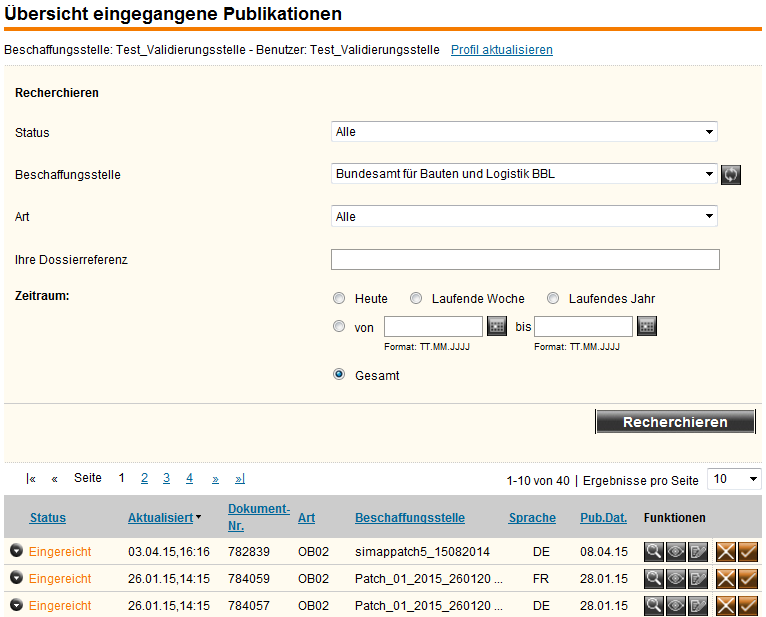 Übersicht eingegangene Publikationen
Beschaffungsstelle: Test_Validierungsstelle - Benutzer: Test_Validierungsstelle Profil aktualisieren
Recherchieren
Status Alle
Beschaffungsstelle Bundesamt für Bauten und Logistik BBL
Art Alle
Ihre Dossierreferenz
Zeitraum: Heute Laufende Woche Laufendes Jahr
von bis
Format: TT.MM.JJJJ Format: TT.MM.JJJJ
Gesamt
Recherchieren
|« « Seite 1 2 3 4 » »| 1-10 von 40 | Ergebnisse pro Seite 10
Status Aktualisiert Dokument-Nr. Art Beschaffungsstelle Sprache Pub.Dat. Funktionen
Eingereicht 03.04.15,16:16 782839 OB02 simappatch5_15082014 DE 08.04.15
Eingereicht 26.01.15,14:15 784059 OB02 Patch_01_2015_260120 ... FR 28.01.15
Eingereicht 26.01.15,14:15 784057 OB02 Patch_01_2015_260120 ... DE 28.01.15